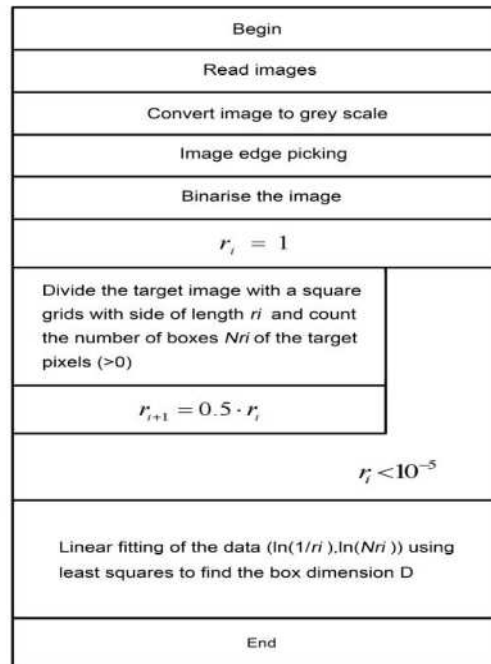 Begin
Read images
Convert image to grey scale
Image edge picking
Binarise the image
r_i = 1
Divide the target image with a square
grids with side of length ri and count
the number of boxes Nri of the target
pixels (>0)
r_{i+1} = 0.5 · r_i
r_i < 10^{-5}
Linear fitting of the data (ln(1/ri ),ln(Nri )) using
least squares to find the box dimension D
End